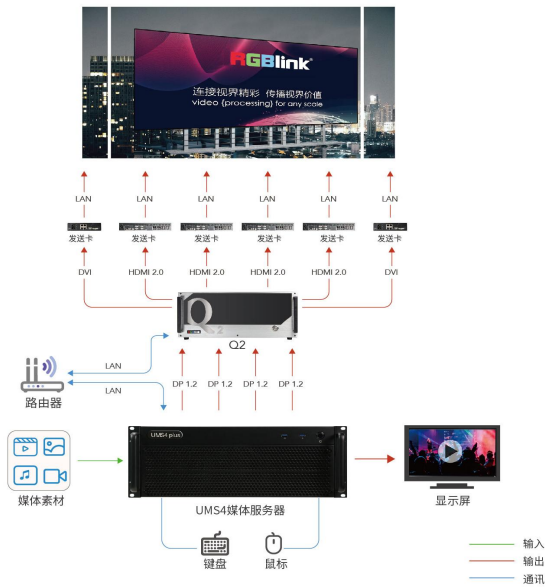 RGBlink
连接视界精彩 传播视界价值
video (processing) for any scale
LAN LAN LAN LAN LAN LAN
发送卡 发送卡 发送卡 发送卡 发送卡 发送卡
DVI HDMI 2.0 HDMI 2.0 HDMI 2.0 HDMI 2.0 DVI
Q2
LAN
LAN
DP 1.2 DP 1.2 DP 1.2 DP 1.2
路由器
UMS4 plus
媒体素材
UMS4媒体服务器
显示屏
键盘
鼠标
输入
输出
通讯